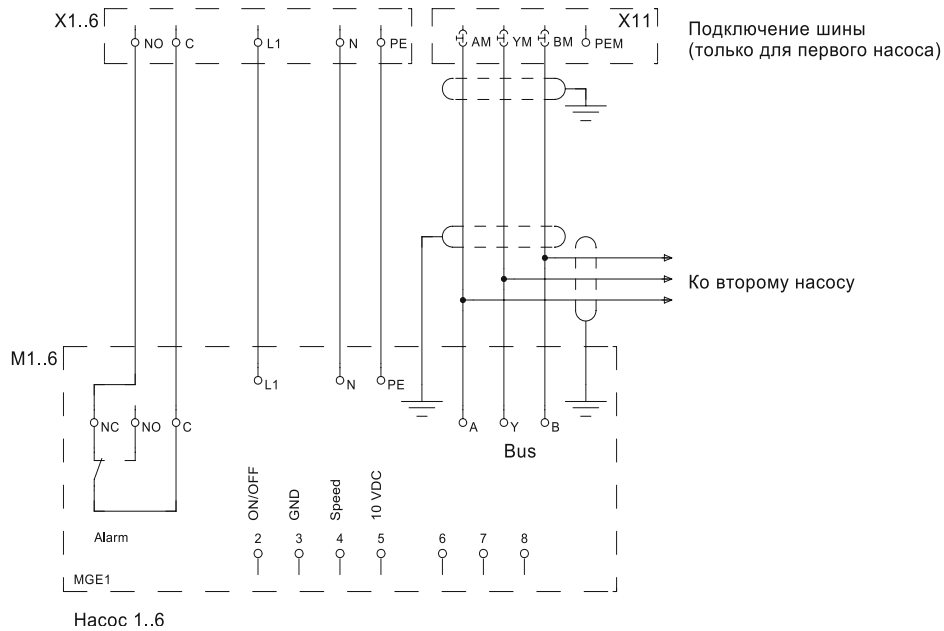 X1..6
NO
C
L1
N
PE
AM
YM
BM
X11
PEM
Подключение шины
(только для первого насоса)
Ко второму насосу
M1..6
L1
N
PE
NC
NO
C
A
Y
B
Bus
ON/OFF
GND
Speed
10 VDC
Alarm
2
3
4
5
6
7
8
MGE1
Насос 1..6